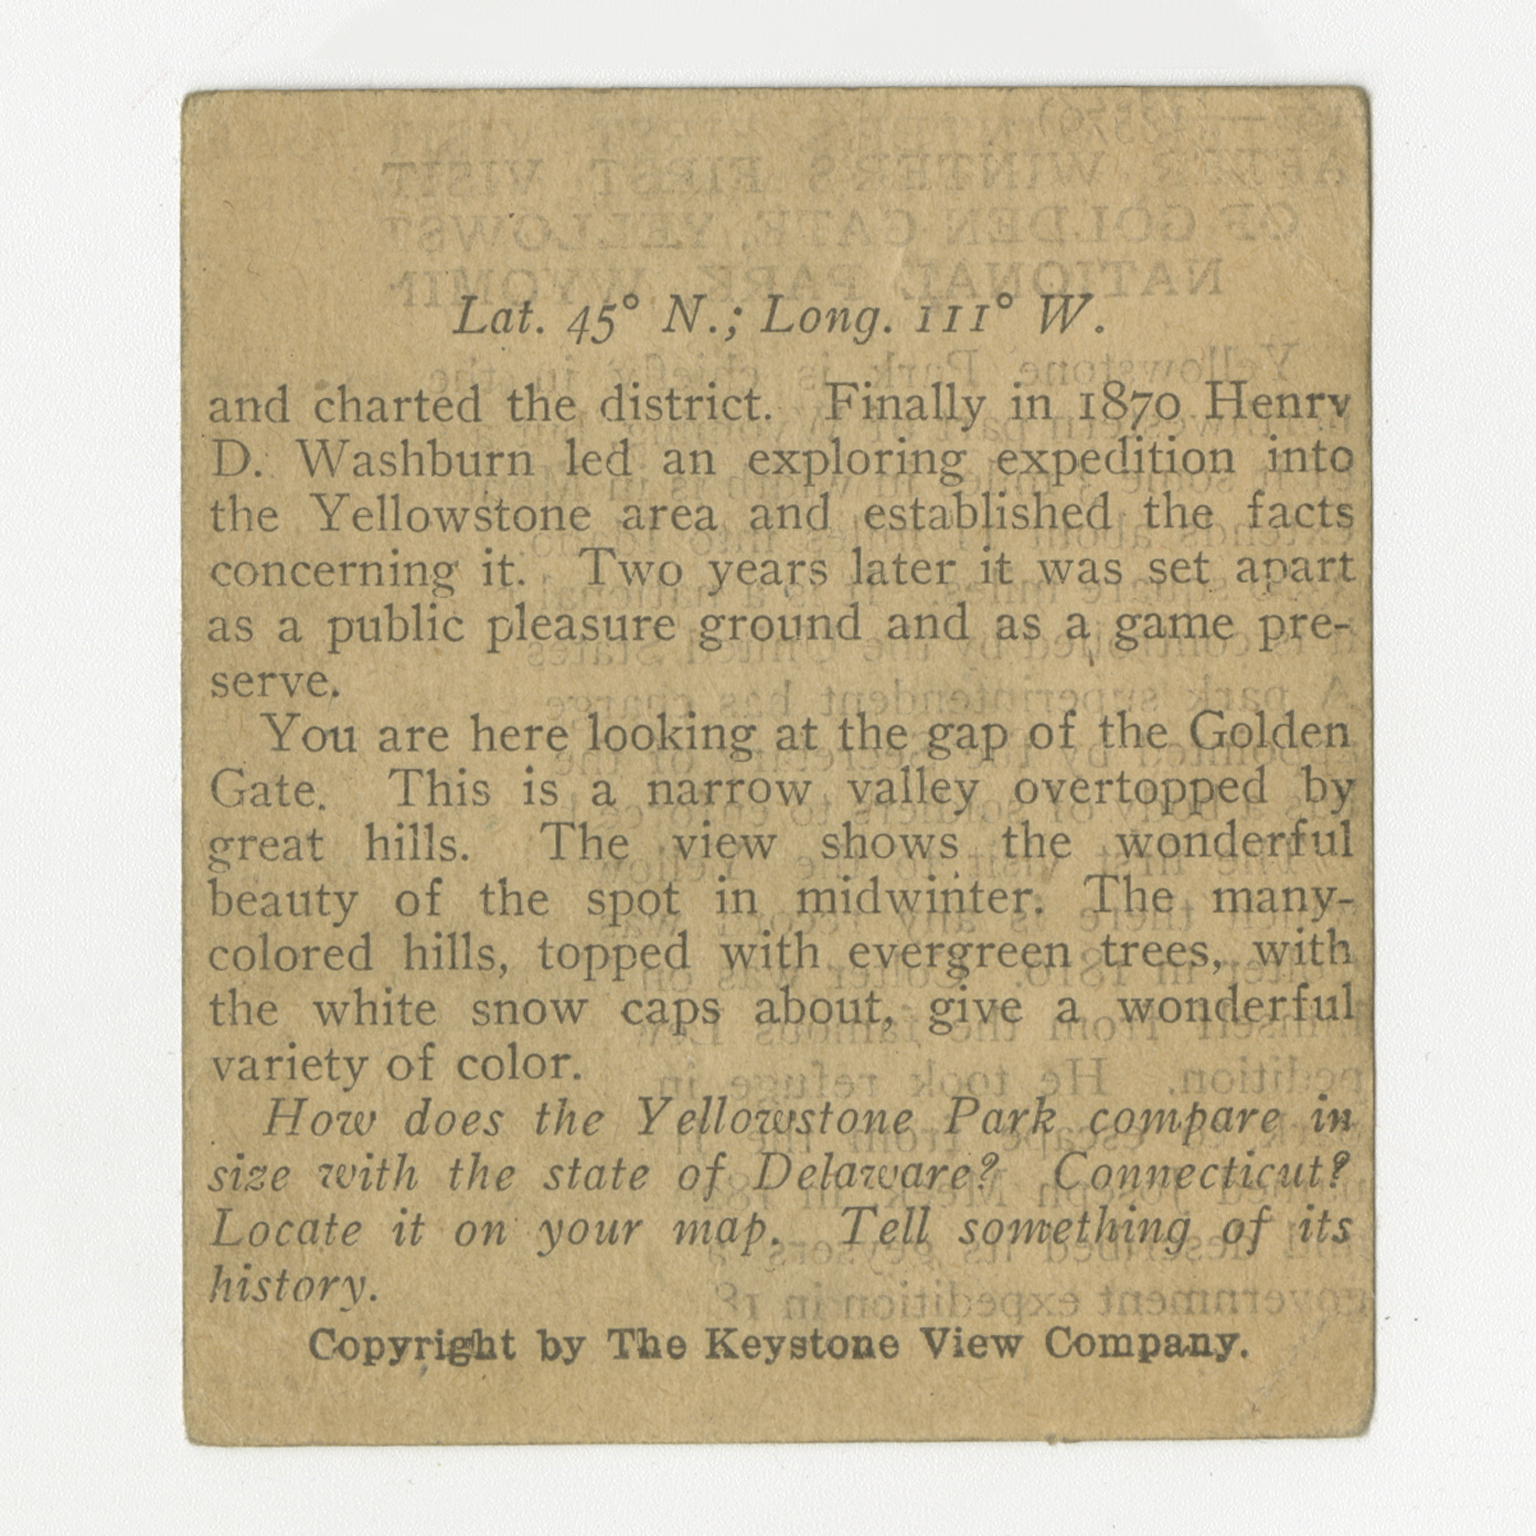 Lat. 45° N.; Long. 111° W.
and charted the district. Finally in 1870 Henry
D. Washburn led an exploring expedition into
the Yellowstone area and established the facts
concerning it. Two years later it was set apart
as a public pleasure ground and as a game pre-
serve.
You are here looking at the gap of the Golden
Gate. This is a narrow valley overtopped by
great hills. The view shows the wonderful
beauty of the spot in midwinter. The many-
colored hills, topped with evergreen trees, with
the white snow caps about, give a wonderful
variety of color.
How does the Yellowstone Park compare in
size with the state of Delaware? Connecticut?
Locate it on your map. Tell something of its
history.
Copyright by The Keystone View Company.